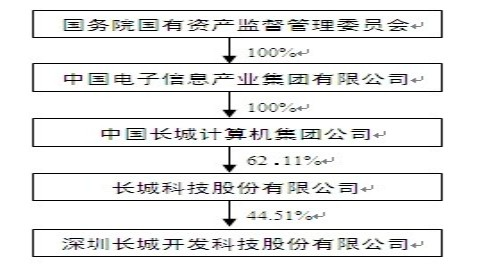 国务院国有资产监督管理委员会↵
100%↵
中国电子信息产业集团有限公司↵
100%↵
中国长城计算机集团公司↵
62.11%↵
长城科技股份有限公司↵
44.51%↵
深圳长城开发科技股份有限公司↵